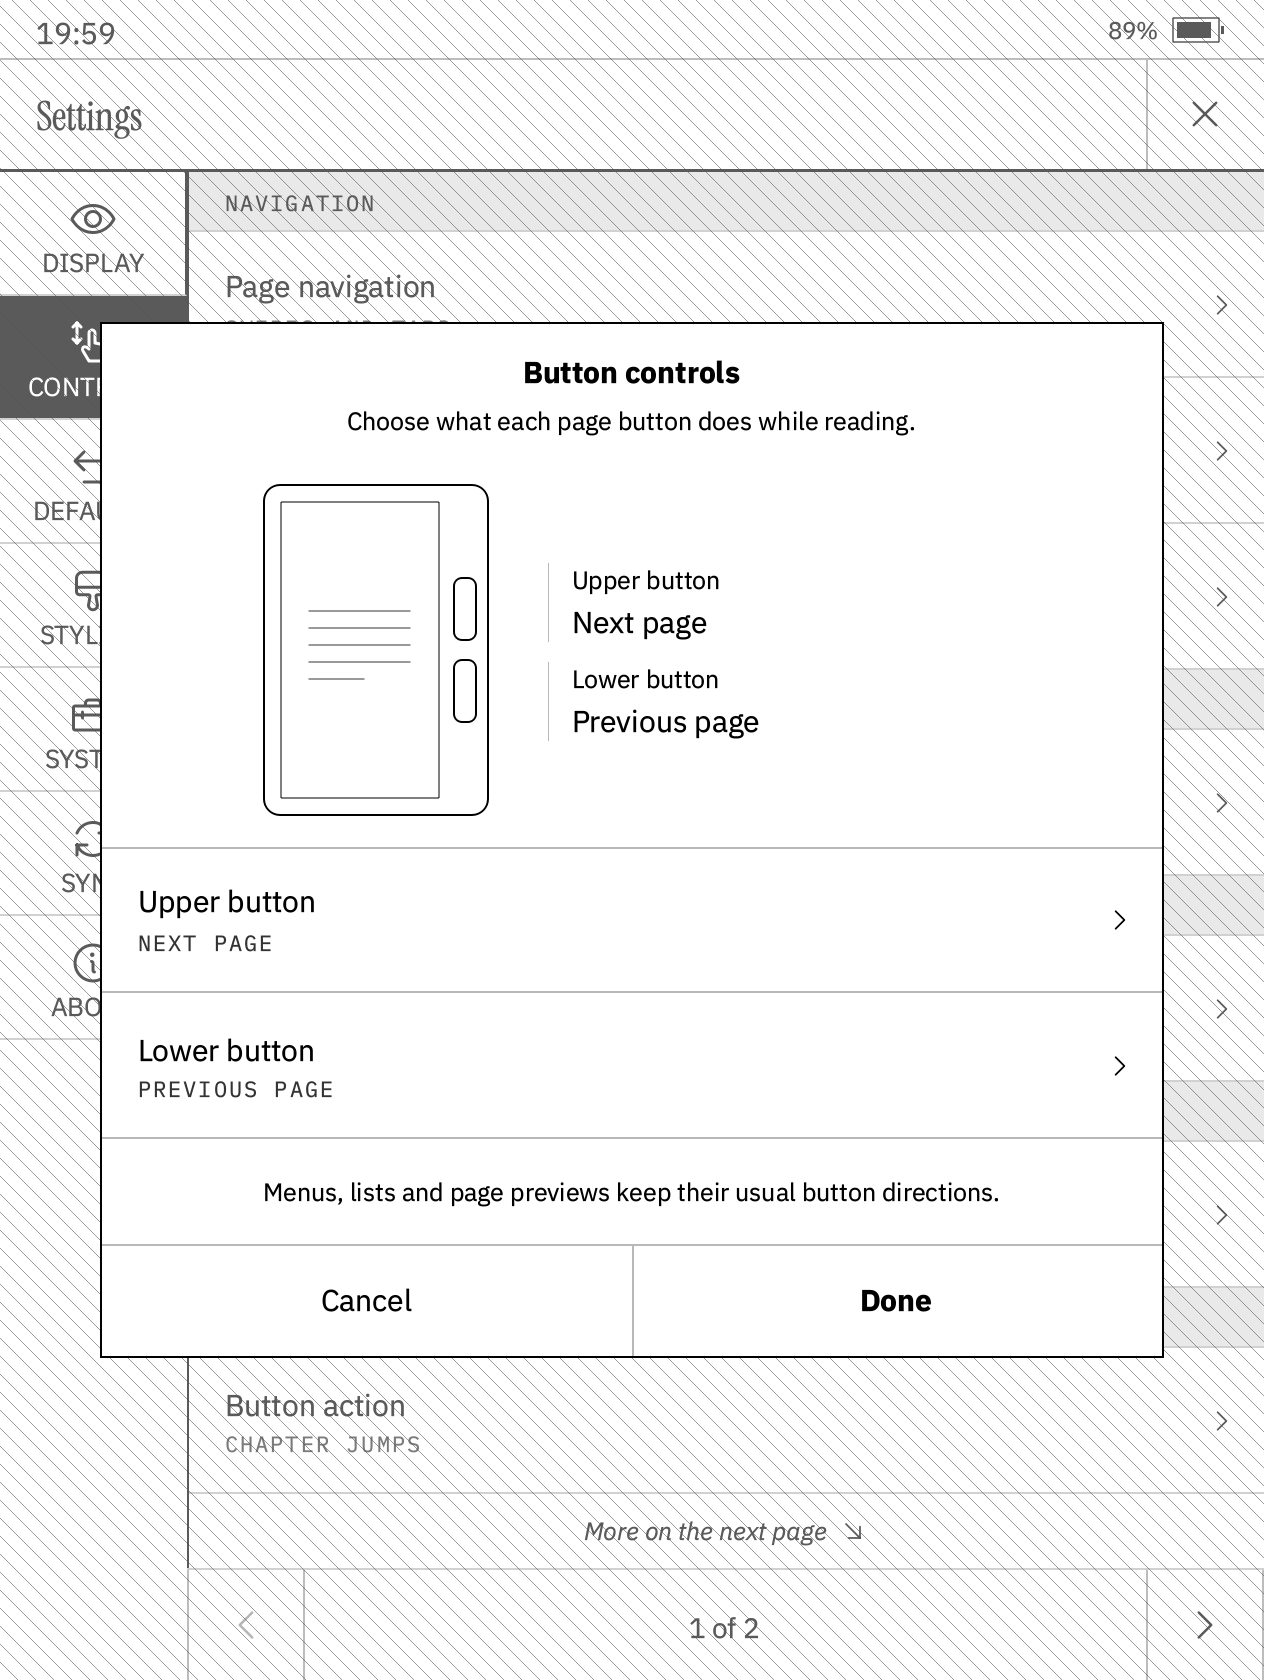 19:59
89%
Settings
DISPLAY
NAVIGATION
Page navigation
Button controls
Choose what each page button does while reading.
Upper button
Next page
Lower button
Previous page
Upper button
NEXT PAGE
Lower button
PREVIOUS PAGE
Menus, lists and page previews keep their usual button directions.
Cancel
Done
Button action
CHAPTER JUMPS
More on the next page
1 of 2